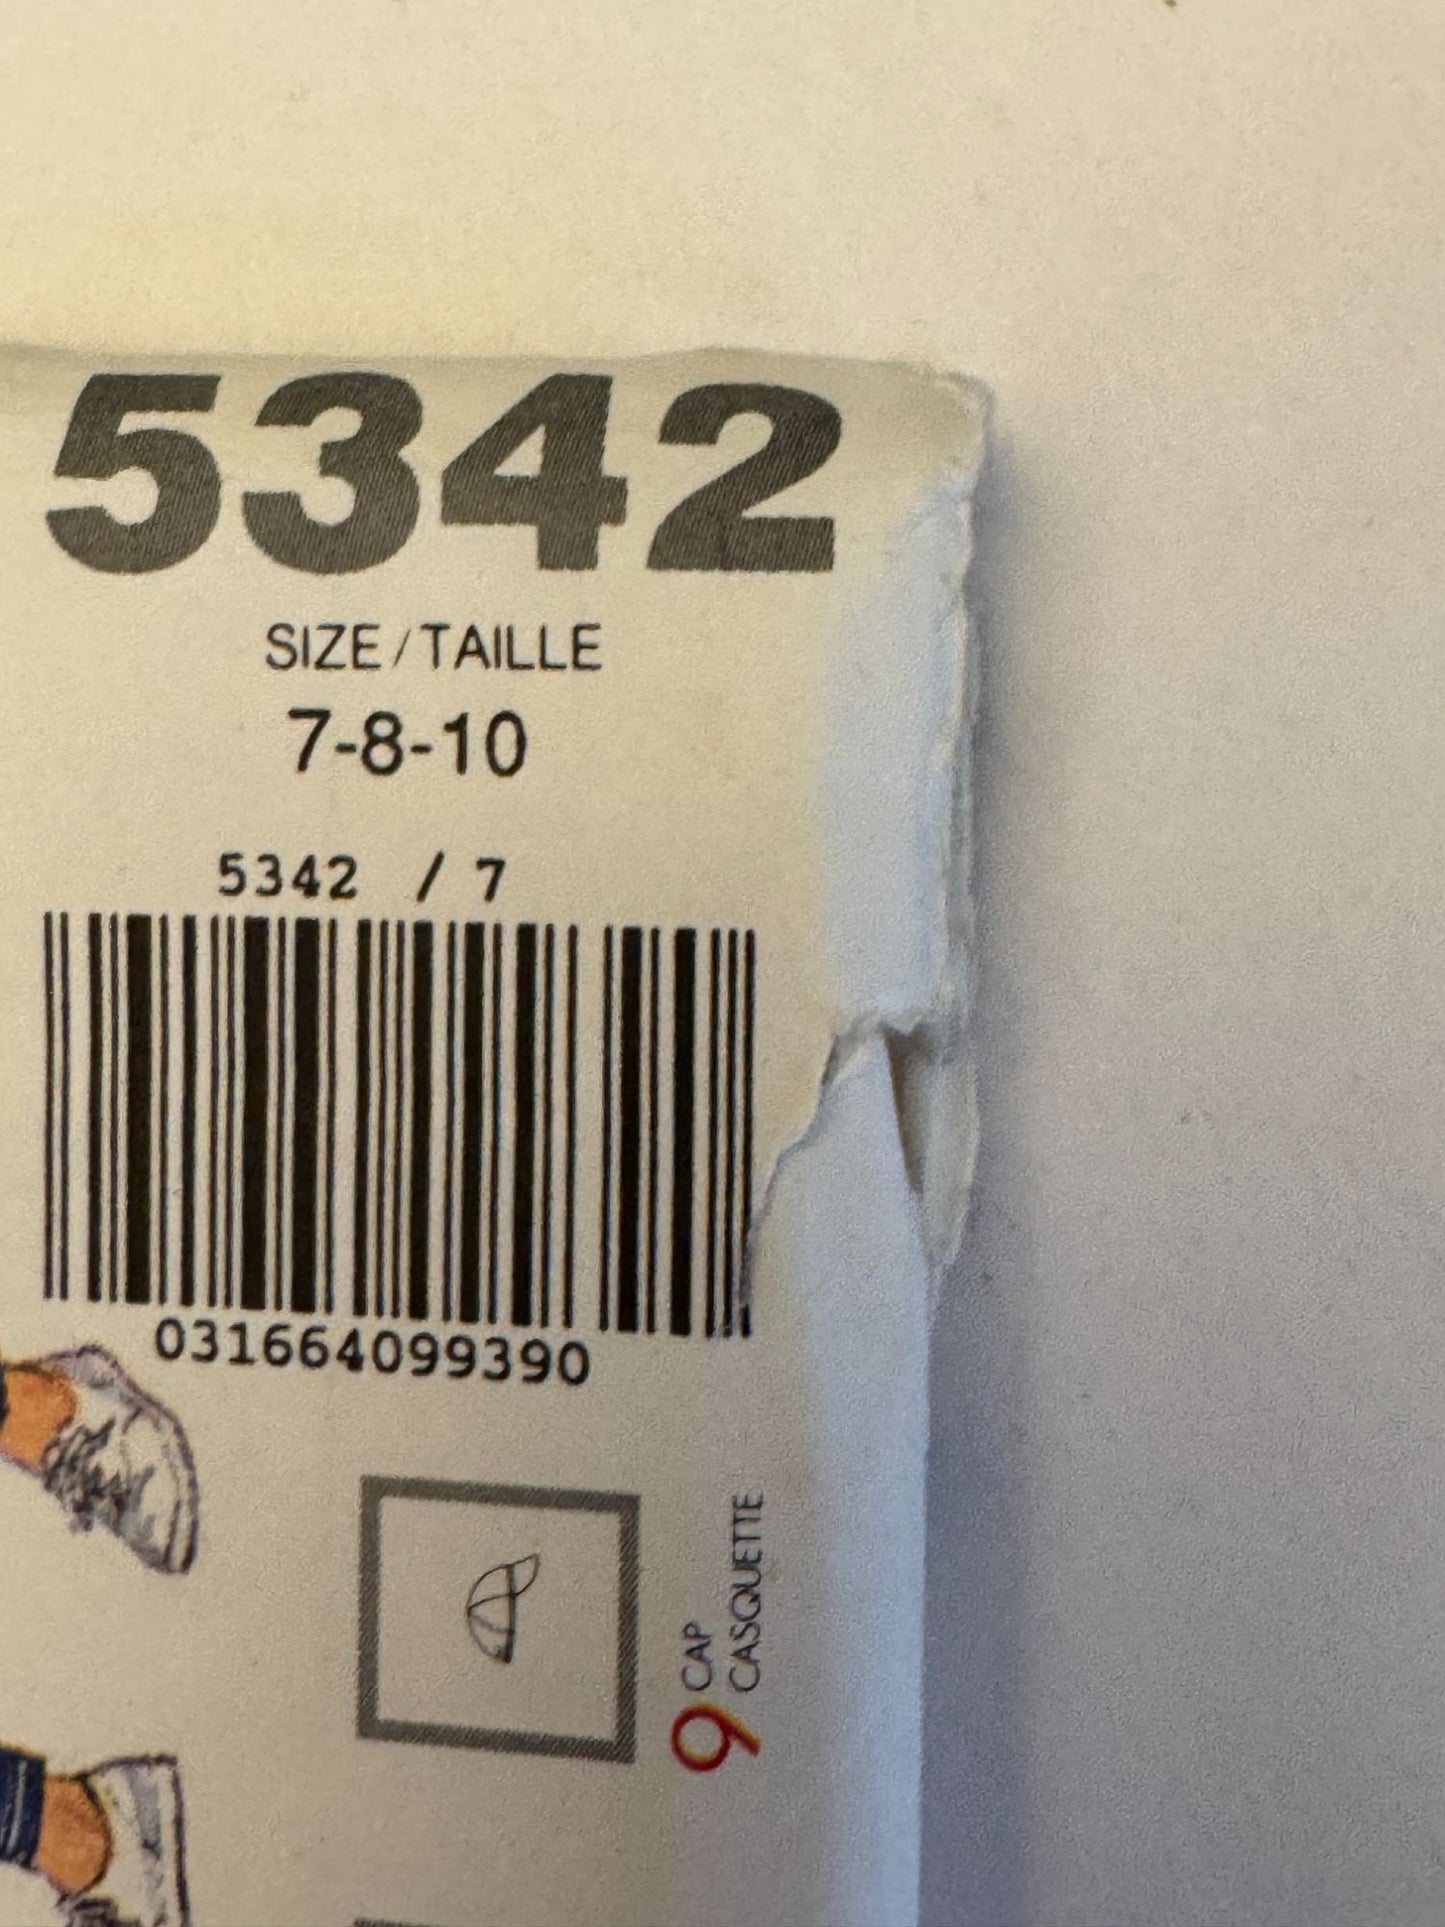 5342
SIZE/TAILLE
7-8-10
5342 / 7
031664099390
9 CAP
CASQUETTE